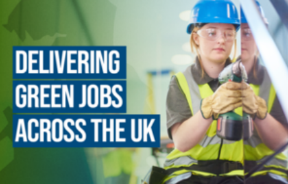 DELIVERING
GREEN JOBS
ACROSS THE UK